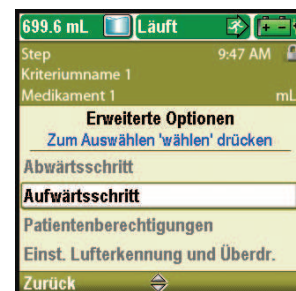 699.6 mL Läuft
Step 9:47 AM
Kriteriumname 1
Medikament 1 mL
Erweiterte Optionen
Zum Auswählen 'wählen' drücken
Abwärtsschritt
Aufwärtsschritt
Patientenberechtigungen
Einst. Lufterkennung und Überdr.
Zurück